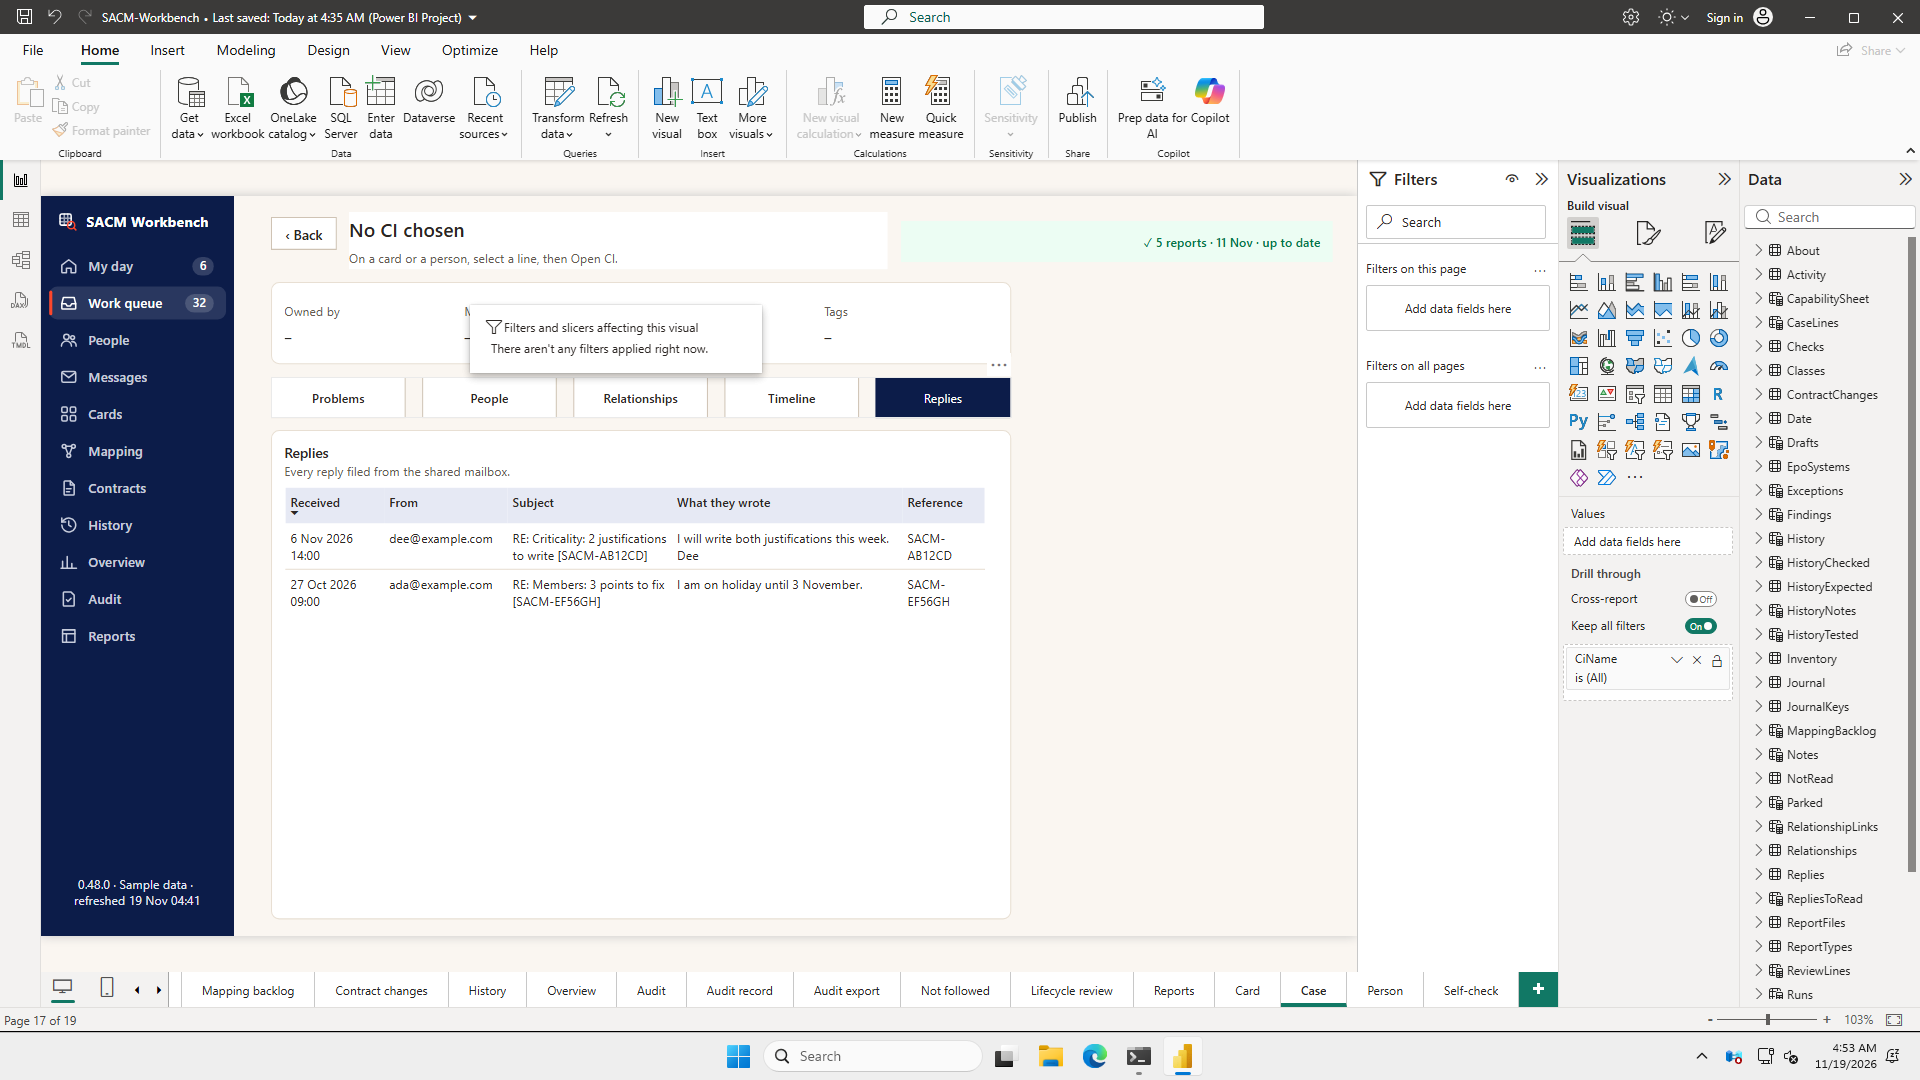 SACM-Workbench • Last saved: Today at 4:35 AM (Power BI Project)
Search
Sign in
File
Home
Insert
Modeling
Design
View
Optimize
Help
Share
Paste
Cut
Copy
Format painter
Clipboard
Get data
Excel workbook
OneLake catalog
SQL Server
Enter data
Dataverse
Recent sources
Data
Transform data
Refresh
Queries
New visual
Text box
More visuals
Insert
New visual calculation
New measure
Quick measure
Calculations
Sensitivity
Sensitivity
Publish
Share
Prep data for AI
Copilot
Copilot
SACM Workbench
My day 6
Work queue 32
People
Messages
Cards
Mapping
Contracts
History
Overview
Audit
Reports
0.48.0 · Sample data ·
refreshed 19 Nov 04:41
‹ Back
No CI chosen
On a card or a person, select a line, then Open CI.
✓ 5 reports · 11 Nov · up to date
Owned by
–
Tags
–
Filters and slicers affecting this visual
There aren't any filters applied right now.
Problems
People
Relationships
Timeline
Replies
Replies
Every reply filed from the shared mailbox.
Received From Subject What they wrote Reference
6 Nov 2026 14:00 dee@example.com RE: Criticality: 2 justifications to write [SACM-AB12CD] I will write both justifications this week. Dee SACM-AB12CD
27 Oct 2026 09:00 ada@example.com RE: Members: 3 points to fix [SACM-EF56GH] I am on holiday until 3 November. SACM-EF56GH
Filters
Search
Filters on this page
Add data fields here
Filters on all pages
Add data fields here
Visualizations
Build visual
R
Py
123
Values
Add data fields here
Drill through
Cross-report Off
Keep all filters On
CiName
is (All)
Data
Search
About
Activity
CapabilitySheet
CaseLines
Checks
Classes
ContractChanges
Date
Drafts
EpoSystems
Exceptions
Findings
History
HistoryChecked
HistoryExpected
HistoryNotes
HistoryTested
Inventory
Journal
JournalKeys
MappingBacklog
Notes
NotRead
Parked
RelationshipLinks
Relationships
Replies
RepliesToRead
ReportFiles
ReportTypes
ReviewLines
Runs
DAX
TMDL
Mapping backlog
Contract changes
History
Overview
Audit
Audit record
Audit export
Not followed
Lifecycle review
Reports
Card
Case
Person
Self-check
+
Page 17 of 19
- + 103%
Search
4:53 AM
11/19/2026